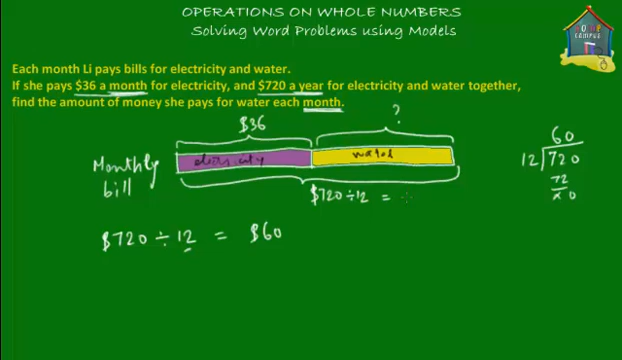 OPERATIONS ON WHOLE NUMBERS
Solving Word Problems using Models
HOME
CAMPUS
Each month Li pays bills for electricity and water.
If she pays $36 a month for electricity, and $720 a year for electricity and water together,
find the amount of money she pays for water each month.
$36
?
Monthly
bill
electricity
water
$720 ÷ 12 =
60
12 720
72
0
$720 ÷ 12 = $60